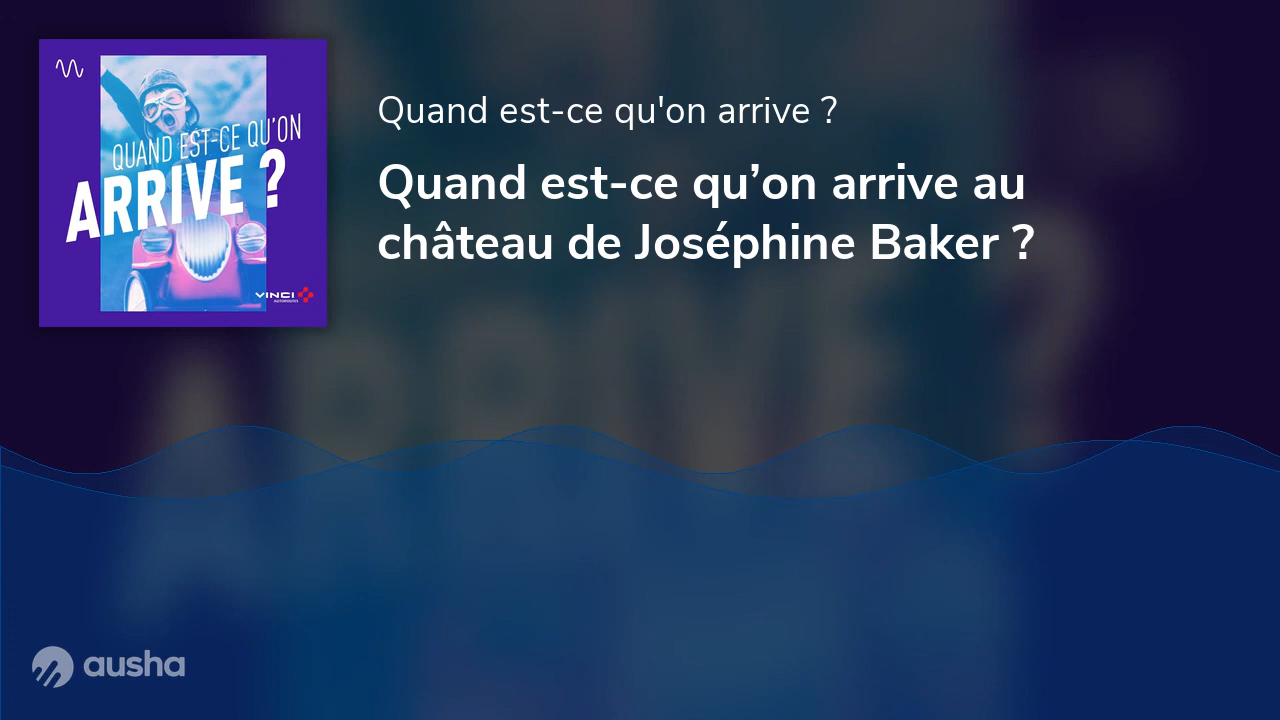 QUAND EST-CE QU'ON
ARRIVE ?
VINCI
AUTOROUTES
Quand est-ce qu'on arrive ?
Quand est-ce qu’on arrive au
château de Joséphine Baker ?
ausha